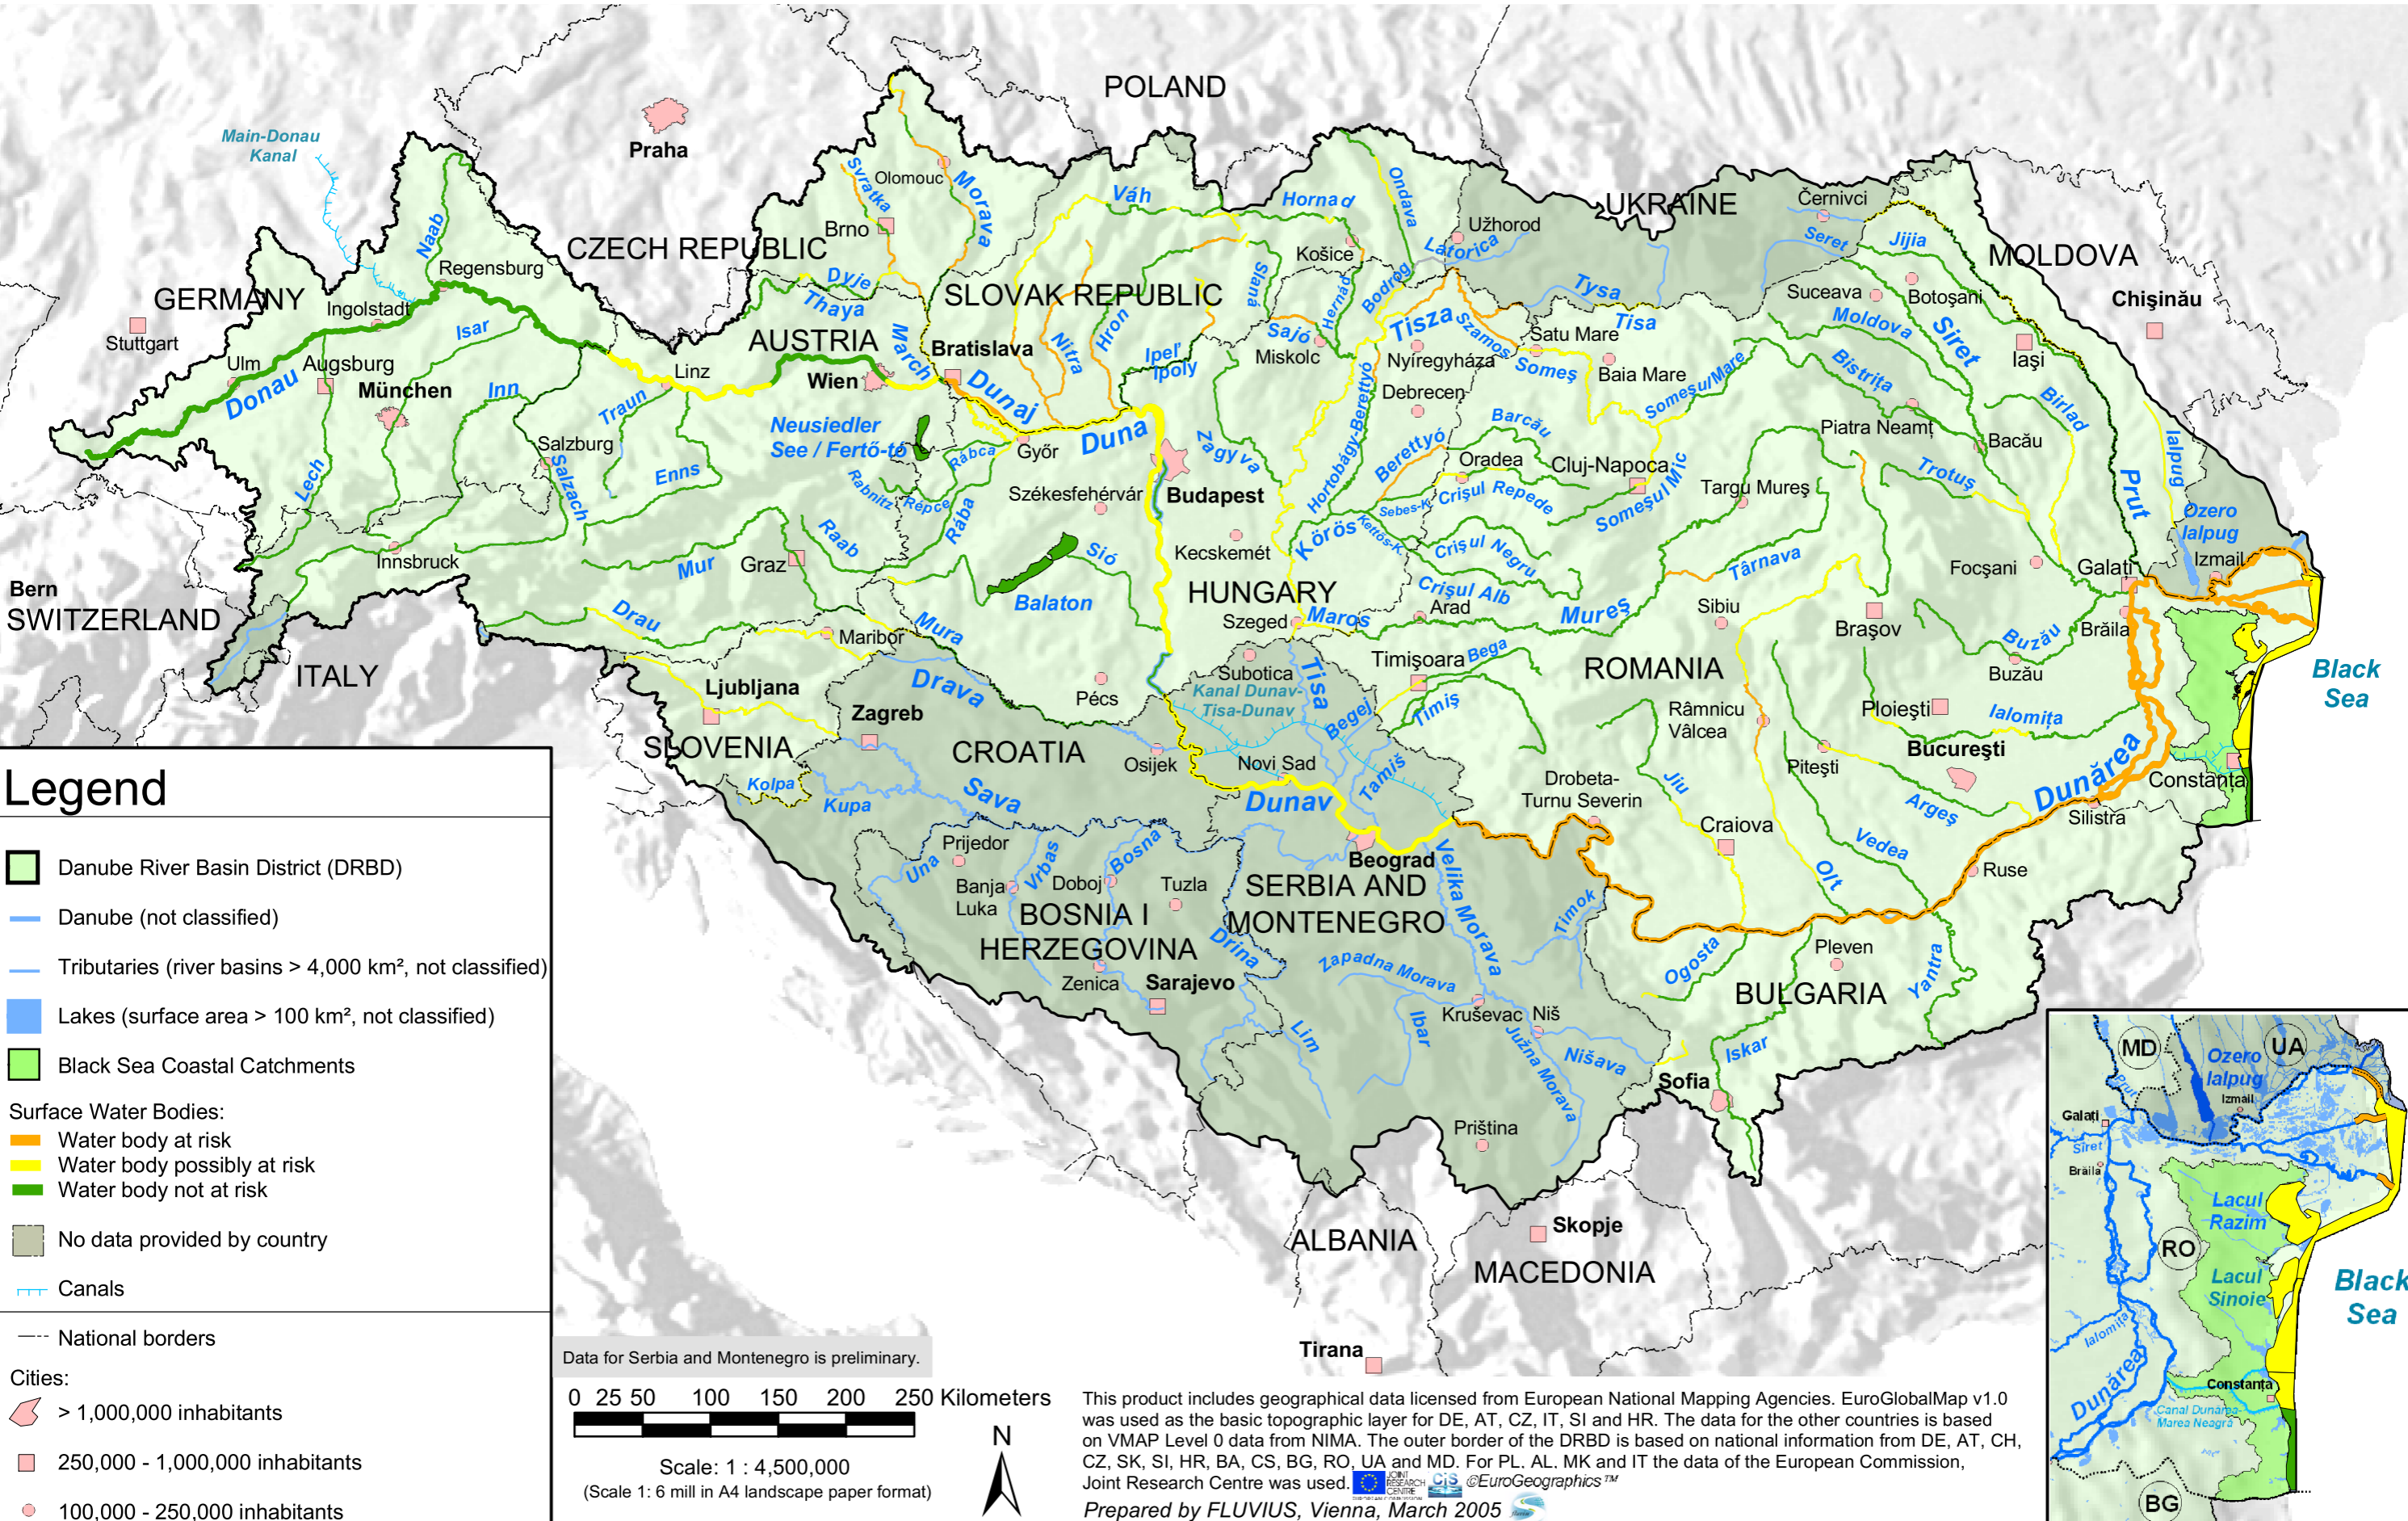 POLAND
Main-Donau
Kanal
Praha
Naab
Svratka
Olomouc
Morava
Váh
Hornad
Ondava
UKRAINE
Černivci
Brno
Užhorod
Latorica
Seret
Jijia
CZECH REPUBLIC
Košice
MOLDOVA
Regensburg
Dyje
Slaná
Hernád
Bodrog
Tysa
Suceava
Botoşani
Chişinău
GERMANY
Ingolstadt
Thaya
SLOVAK REPUBLIC
Tisza
Szamos
Satu Mare
Tisa
Moldova
Siret
Stuttgart
Isar
AUSTRIA
March
Bratislava
Nitra
Hron
Ipeľ
Ipoly
Sajó
Miskolc
Nyíregyháza
Someş
Baia Mare
Someşu/Mare
Bistriţa
Iaşi
Ulm
Augsburg
München
Donau
Inn
Linz
Wien
Dunaj
Duna
Debrecen
Birlad
Ialpug
Traun
Neusiedler
See / Fertő-tó
Győr
Zagyva
Hortobágy-Berettyó
Berettyó
Barcău
Oradea
Cluj-Napoca
Piatra Neamţ
Bacău
Salzburg
Salzach
Enns
Rábca
Rabnitz
Répce
Rába
Székesfehérvár
Budapest
Sebes-K.
Crişul Repede
Someşul Mic
Targu Mureş
Trotuş
Prut
Ozero
Ialpug
Lech
Innsbruck
Mur
Graz
Raab
Sió
Kecskemét
Körös
Kettös-K.
Crişul Negru
Târnava
Focşani
Galaţi
Izmail
Bern
SWITZERLAND
Balaton
HUNGARY
Crişul Alb
Arad
Mureş
Sibiu
Braşov
Brăila
Drau
Maribor
Mura
Szeged
Maros
Buzău
Buzău
ITALY
Ljubljana
Drava
Pécs
Subotica
Kanal Dunav-
Tisa-Dunav
Tisa
Timişoara
Bega
ROMANIA
Black
Sea
Zagreb
Begej
Timiş
Râmnicu
Vâlcea
Ploieşti
Ialomiţa
SLOVENIA
CROATIA
Osijek
Novi Sad
Bucureşti
Piteşti
Dunărea
Constanţa
Kolpa
Kupa
Sava
Dunav
Tamiš
Drobeta-
Turnu Severin
Jiu
Argeş
Silistra
Prijedor
Una
Vrbas
Bosna
Beograd
Velika Morava
Craiova
Vedea
Olt
Ruse
Banja
Luka
Doboj
Tuzla
SERBIA AND
MONTENEGRO
BOSNIA I
HERZEGOVINA
Drina
Timok
Zapadna Morava
Ogosta
Pleven
Yantra
Zenica
Sarajevo
BULGARIA
Lim
Ibar
Kruševac
Niš
Južna Morava
Nišava
Iskar
Sofia
Priština
ALBANIA
Skopje
MACEDONIA
Tirana
Legend
Danube River Basin District (DRBD)
Danube (not classified)
Tributaries (river basins > 4,000 km², not classified)
Lakes (surface area > 100 km², not classified)
Black Sea Coastal Catchments
Surface Water Bodies:
Water body at risk
Water body possibly at risk
Water body not at risk
No data provided by country
Canals
National borders
Cities:
> 1,000,000 inhabitants
250,000 - 1,000,000 inhabitants
100,000 - 250,000 inhabitants
Data for Serbia and Montenegro is preliminary.
0 25 50 100 150 200 250 Kilometers
Scale: 1 : 4,500,000
(Scale 1: 6 mill in A4 landscape paper format)
N
This product includes geographical data licensed from European National Mapping Agencies. EuroGlobalMap v1.0
was used as the basic topographic layer for DE, AT, CZ, IT, SI and HR. The data for the other countries is based
on VMAP Level 0 data from NIMA. The outer border of the DRBD is based on national information from DE, AT, CH,
CZ, SK, SI, HR, BA, CS, BG, RO, UA and MD. For PL. AL. MK and IT the data of the European Commission,
Joint Research Centre was used. JOINT RESEARCH CENTRE EUROPEAN COMMISSION CIS ©EuroGeographics™
Prepared by FLUVIUS, Vienna, March 2005
MD
Ozero
Ialpug
UA
Prut
Izmail
Galaţi
Siret
Brăila
Lacul
Razim
RO
Lacul
Sinoie
Black
Sea
Ialomiţa
Dunărea
Constanţa
Canal Dunărea
Marea Neagră
BG